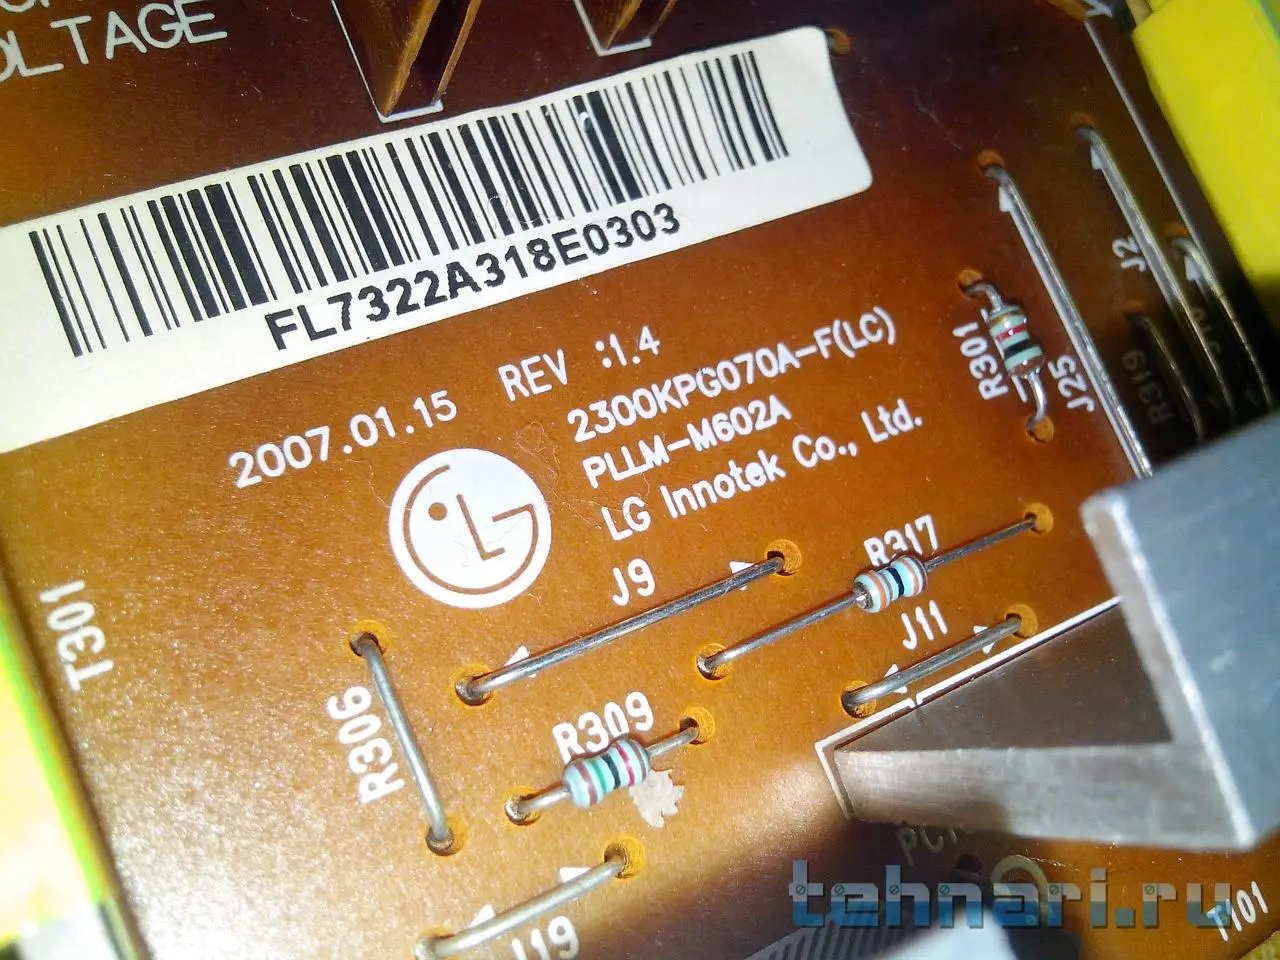 OLTAGE
FL7322A318E0303
2007.01.15 REV :1.4
2300KPG070A-F(LC)
PLLM-M602A
LG Innotek Co., Ltd.
J2
R301
J25
R319
R317
J9
J11
T301
R306
R309
J19
T101
tehnari.ru